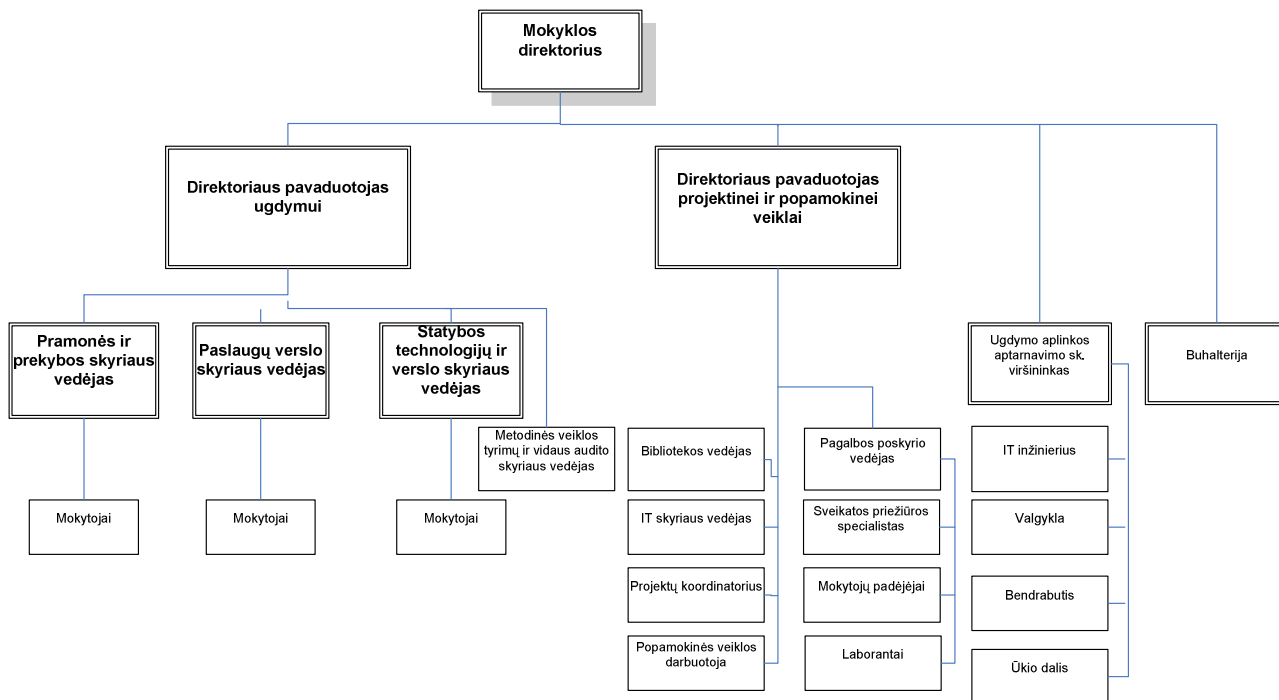 Mokyklos
direktorius
Direktoriaus pavaduotojas
ugdymui
Direktoriaus pavaduotojas
projektinei ir popamokinei
veiklai
Pramonės ir
prekybos skyriaus
vedėjas
Paslaugų verslo
skyriaus vedėjas
Statybos
technologijų ir
verslo skyriaus
vedėjas
Ugdymo aplinkos
aptarnavimo sk.
viršininkas
Buhalterija
Metodinės veiklos
tyrimų ir vidaus audito
skyriaus vedėjas
Bibliotekos vedėjas
Pagalbos poskyrio
vedėjas
IT inžinierius
Mokytojai
Mokytojai
Mokytojai
IT skyriaus vedėjas
Sveikatos priežiūros
specialistas
Valgykla
Projektų koordinatorius
Mokytojų padėjėjai
Bendrabutis
Popamokinės veiklos
darbuotoja
Laborantai
Ūkio dalis